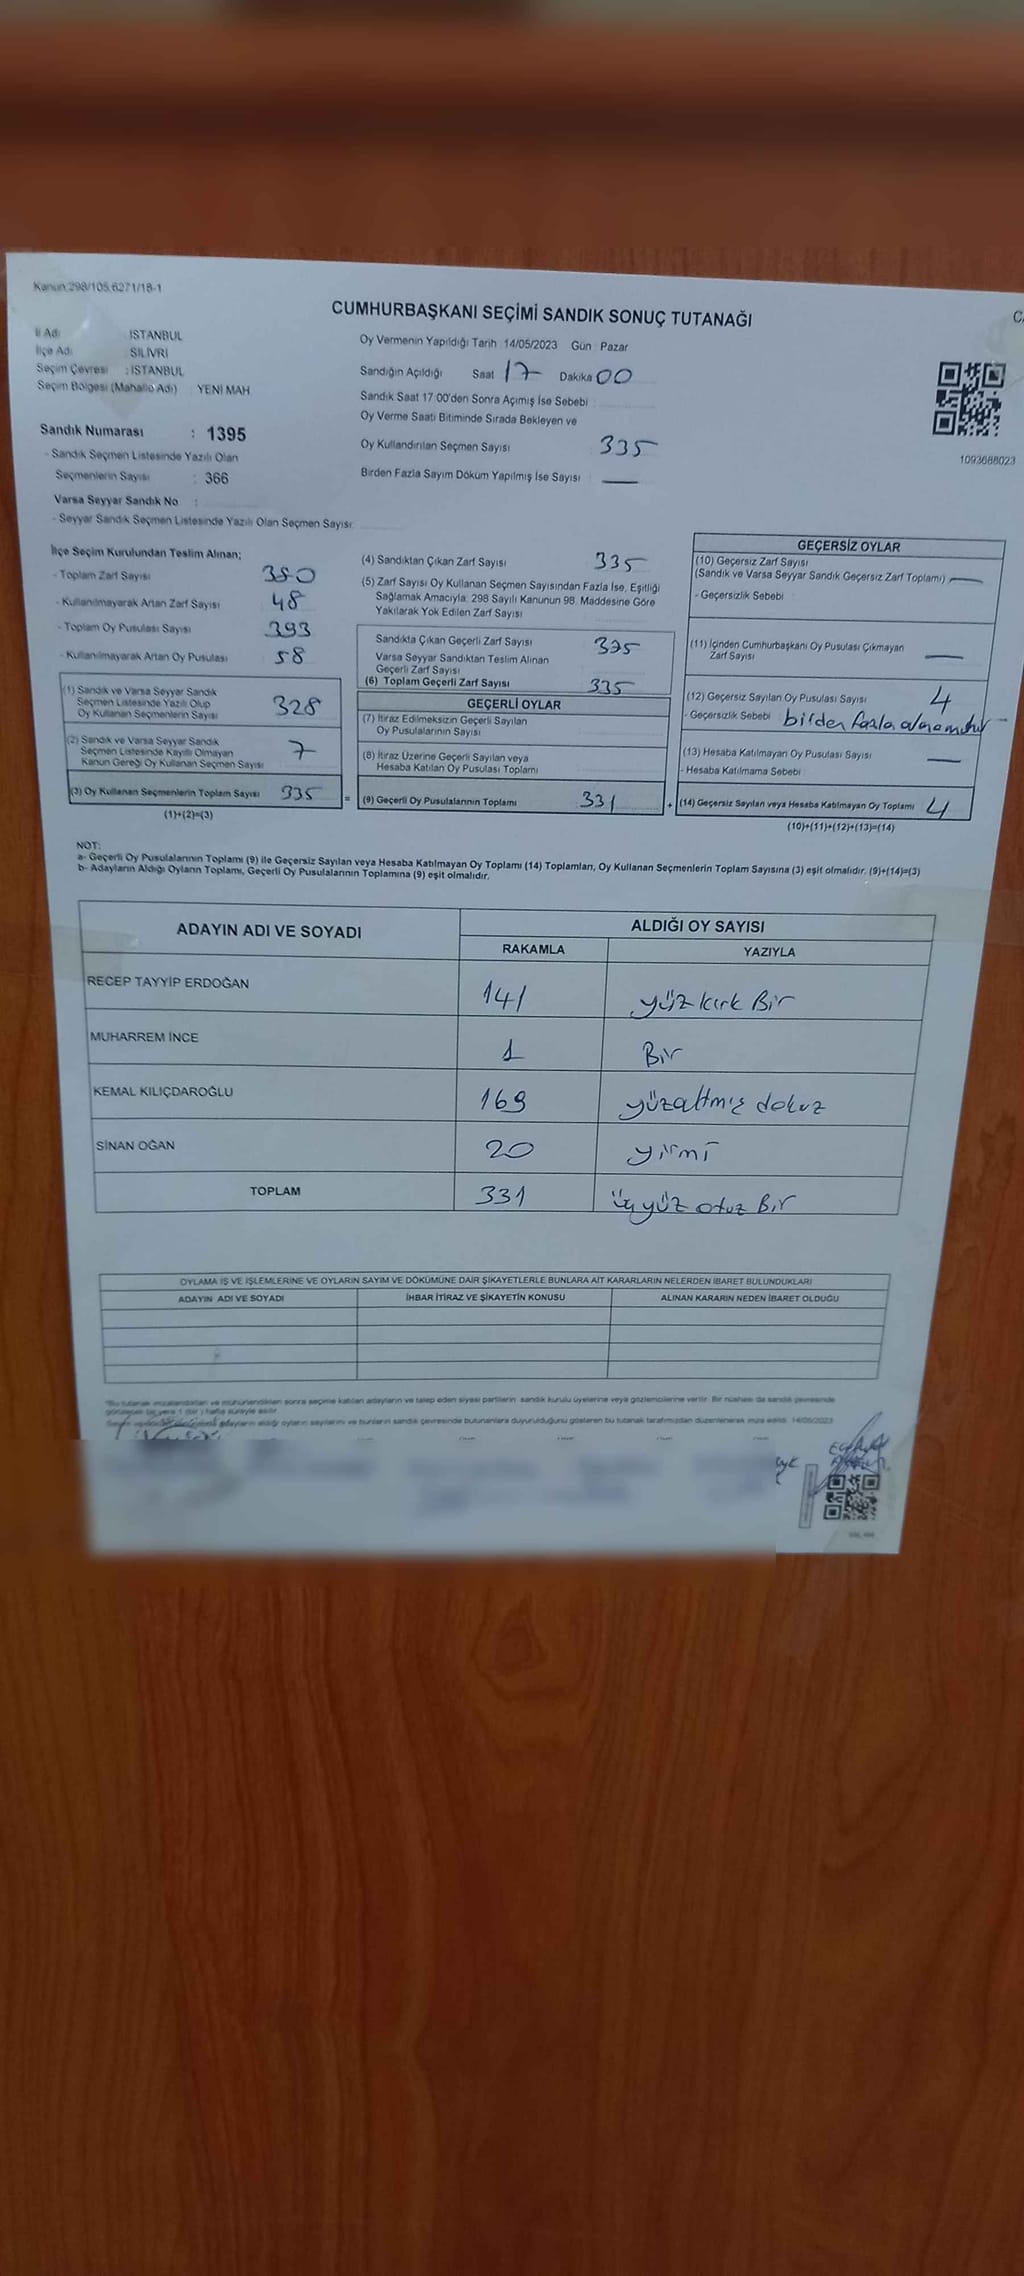 Kanun:298/105.6271/18-1
CUMHURBAŞKANI SEÇİMİ SANDIK SONUÇ TUTANAĞI
İl Adı : İSTANBUL
İlçe Adı : SİLİVRİ
Seçim Çevresi : İSTANBUL
Seçim Bölgesi (Mahalle Adı) : YENİ MAH
Sandık Numarası : 1395
- Sandık Seçmen Listesinde Yazılı Olan
Seçmenlerin Sayısı : 366
Varsa Seyyar Sandık No :
- Seyyar Sandık Seçmen Listesinde Yazılı Olan Seçmen Sayısı:
Oy Vermenin Yapıldığı Tarih : 14/05/2023 Gün : Pazar
Sandığın Açıldığı Saat 17 Dakika 00
Sandık Saat 17:00'den Sonra Açılmış İse Sebebi :
Oy Verme Saati Bitiminde Sırada Bekleyen ve
Oy Kullandırılan Seçmen Sayısı : 335
Birden Fazla Sayım Döküm Yapılmış İse Sayısı : —
1093688023
İlçe Seçim Kurulundan Teslim Alınan;
- Toplam Zarf Sayısı 380
- Kullanılmayarak Artan Zarf Sayısı 48
- Toplam Oy Pusulası Sayısı 393
- Kullanılmayarak Artan Oy Pusulası 58
(1) Sandık ve Varsa Seyyar Sandık
Seçmen Listesinde Yazılı Olup
Oy Kullanan Seçmenlerin Sayısı 328
(2) Sandık ve Varsa Seyyar Sandık
Seçmen Listesinde Kayıtlı Olmayan
Kanun Gereği Oy Kullanan Seçmen Sayısı 7
(3) Oy Kullanan Seçmenlerin Toplam Sayısı 335 =
(1)+(2)=(3)
(4) Sandıktan Çıkan Zarf Sayısı 335
(5) Zarf Sayısı Oy Kullanan Seçmen Sayısından Fazla İse, Eşitliği
Sağlamak Amacıyla; 298 Sayılı Kanunun 98. Maddesine Göre
Yakılarak Yok Edilen Zarf Sayısı
Sandıkta Çıkan Geçerli Zarf Sayısı 335
Varsa Seyyar Sandıktan Teslim Alınan
Geçerli Zarf Sayısı
(6) Toplam Geçerli Zarf Sayısı 335
GEÇERLİ OYLAR
(7) İtiraz Edilmeksizin Geçerli Sayılan
Oy Pusulalarının Sayısı
(8) İtiraz Üzerine Geçerli Sayılan veya
Hesaba Katılan Oy Pusulası Toplamı
(9) Geçerli Oy Pusulalarının Toplamı 331 +
GEÇERSİZ OYLAR
(10) Geçersiz Zarf Sayısı
(Sandık ve Varsa Seyyar Sandık Geçersiz Zarf Toplamı) —
- Geçersizlik Sebebi
(11) İçinden Cumhurbaşkanı Oy Pusulası Çıkmayan
Zarf Sayısı —
(12) Geçersiz Sayılan Oy Pusulası Sayısı 4
- Geçersizlik Sebebi birden fazla
(13) Hesaba Katılmayan Oy Pusulası Sayısı —
- Hesaba Katılmama Sebebi
(14) Geçersiz Sayılan veya Hesaba Katılmayan Oy Toplamı 4
(10)+(11)+(12)+(13)=(14)
NOT:
a- Geçerli Oy Pusulalarının Toplamı (9) ile Geçersiz Sayılan veya Hesaba Katılmayan Oy Toplamı (14) Toplamları, Oy Kullanan Seçmenlerin Toplam Sayısına (3) eşit olmalıdır. (9)+(14)=(3)
b- Adayların Aldığı Oyların Toplamı, Geçerli Oy Pusulalarının Toplamına (9) eşit olmalıdır.
ADAYIN ADI VE SOYADI ALDIĞI OY SAYISI
RAKAMLA YAZIYLA
RECEP TAYYİP ERDOĞAN 141 yüz kırk Bir
MUHARREM İNCE 1 Bir
KEMAL KILIÇDAROĞLU 169 yüzaltmış dokuz
SİNAN OĞAN 20 yirmi
TOPLAM 331 üç yüz otuz Bir
OYLAMA İŞ VE İŞLEMLERİNE VE OYLARIN SAYIM VE DÖKÜMÜNE DAİR ŞİKAYETLERLE BUNLARA AİT KARARLARIN NELERDEN İBARET BULUNDUKLARI
ADAYIN ADI VE SOYADI İHBAR İTİRAZ VE ŞİKAYETİN KONUSU ALINAN KARARIN NEDEN İBARET OLDUĞU